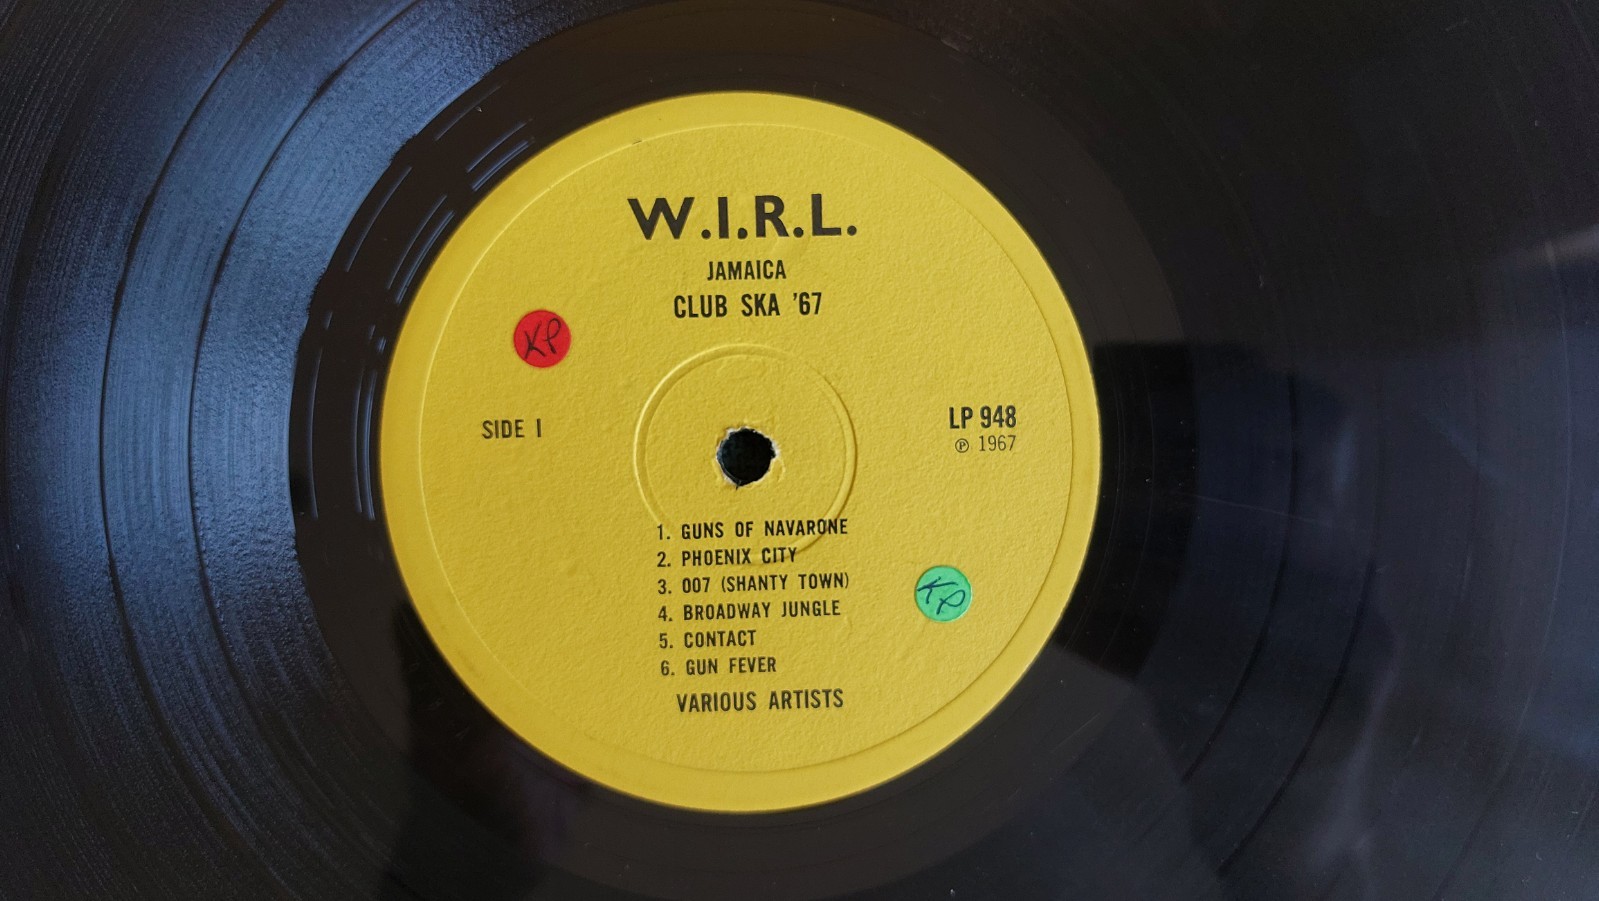 W.I.R.L.
JAMAICA
CLUB SKA '67
KP
SIDE 1
LP 948
℗ 1967
1. GUNS OF NAVARONE
2. PHOENIX CITY
3. 007 (SHANTY TOWN)
4. BROADWAY JUNGLE
5. CONTACT
6. GUN FEVER
KP
VARIOUS ARTISTS